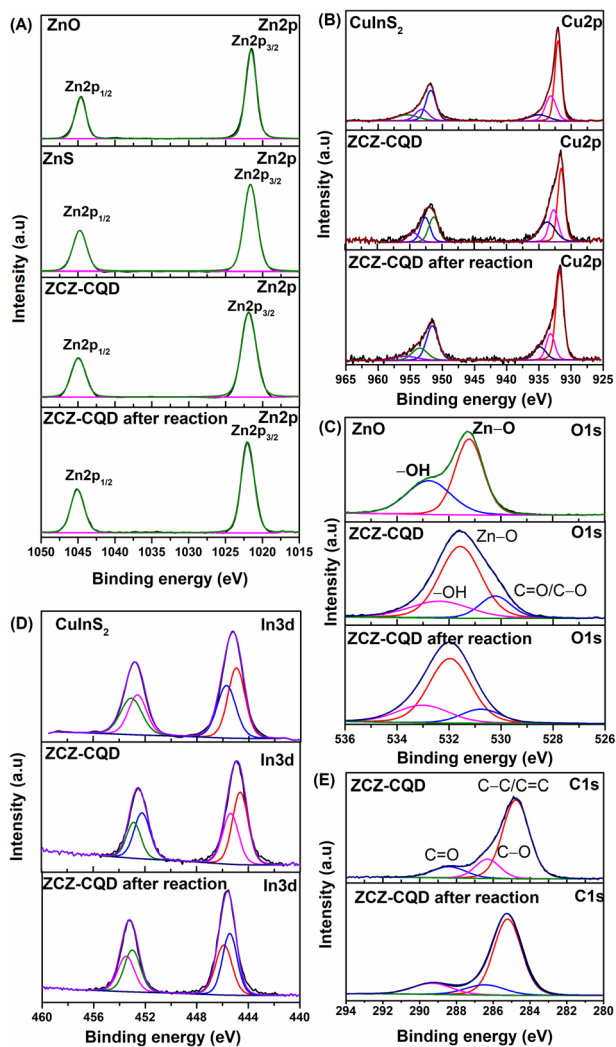 (A)
ZnO
Zn2p
Zn2p3/2
Zn2p1/2
ZnS
Zn2p
Zn2p3/2
Zn2p1/2
ZCZ-CQD
Zn2p
Zn2p3/2
Zn2p1/2
ZCZ-CQD after reaction
Zn2p
Zn2p3/2
Zn2p1/2
Intensity (a.u)
1050 1045 1040 1035 1030 1025 1020 1015
Binding energy (eV)
(B)
CuInS2
Cu2p
ZCZ-CQD
Cu2p
ZCZ-CQD after reaction
Cu2p
Intensity (a.u)
965 960 955 950 945 940 935 930 925
Binding energy (eV)
(C)
ZnO
Zn–O
O1s
–OH
ZCZ-CQD
Zn–O
O1s
–OH
C=O/C–O
ZCZ-CQD after reaction
O1s
Intensity (a.u)
536 534 532 530 528 526
Binding energy (eV)
(D)
CuInS2
In3d
ZCZ-CQD
In3d
ZCZ-CQD after reaction
In3d
Intensity (a.u)
460 456 452 448 444 440
Binding energy (eV)
(E)
ZCZ-CQD
C–C/C=C
C1s
C=O
C–O
ZCZ-CQD after reaction
C1s
Intensity (a.u)
294 292 290 288 286 284 282 280
Binding energy (eV)